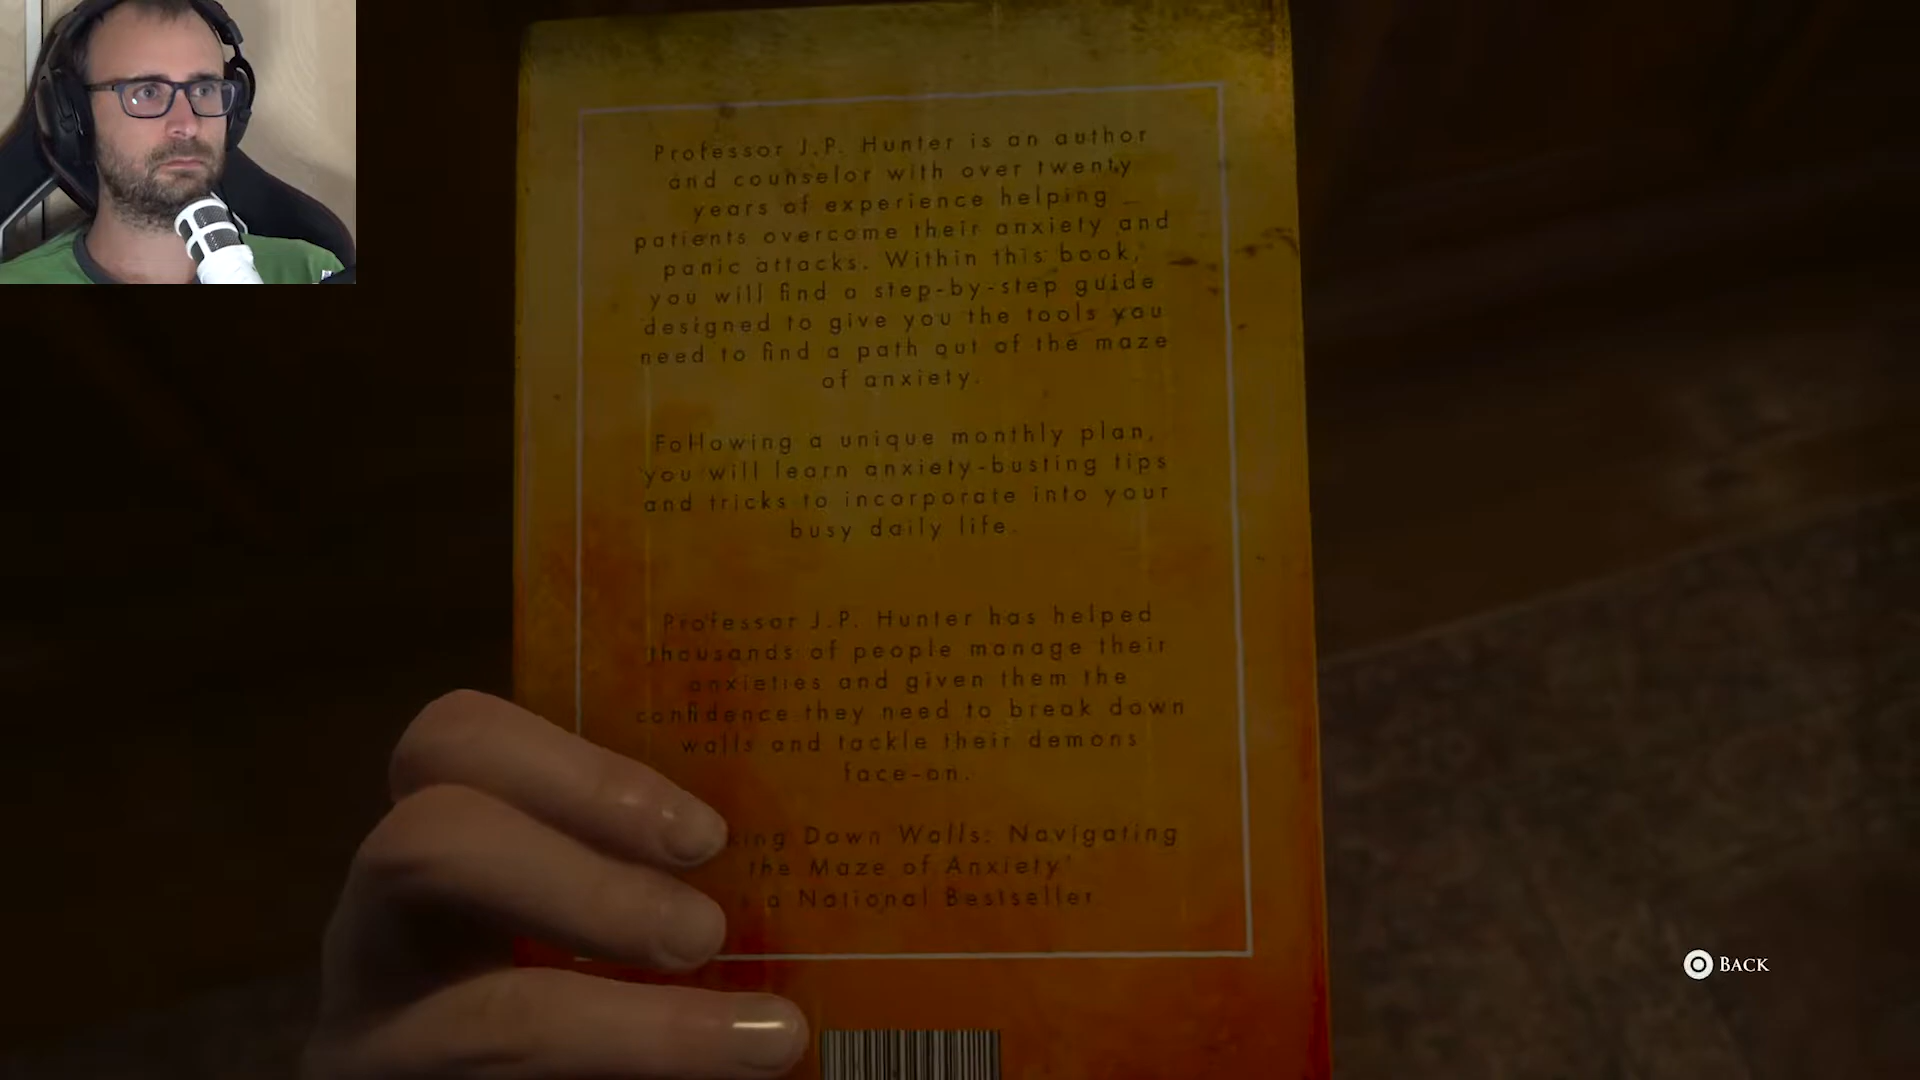 Professor J.P. Hunter is an author
and counselor with over twenty
years of experience helping
patients overcome their anxiety and
panic attacks. Within this book,
you will find a step-by-step guide
designed to give you the tools you
need to find a path out of the maze
of anxiety.
Following a unique monthly plan,
you will learn anxiety-busting tips
and tricks to incorporate into your
busy daily life.
Professor J.P. Hunter has helped
thousands of people manage their
anxieties and given them the
confidence they need to break down
walls and tackle their demons
face-on.
Down Walls: Navigating
the Maze of Anxiety'
a National Bestseller
BACK